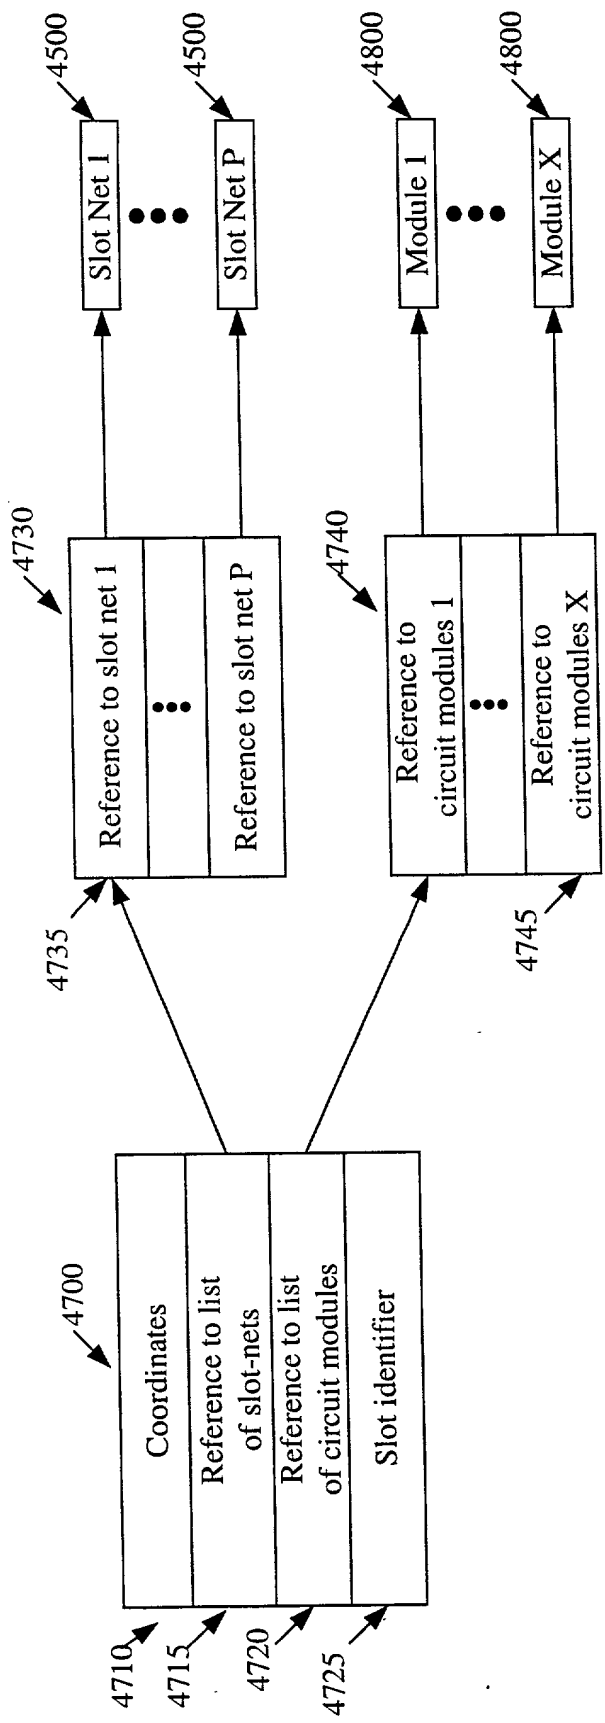 4700
4710
Coordinates
4715
Reference to list
of slot-nets
4720
Reference to list
of circuit modules
4725
Slot identifier
4730
4735
Reference to slot net 1
Reference to slot net P
4740
Reference to
circuit modules 1
Reference to
circuit modules X
4745
4500
Slot Net 1
4500
Slot Net P
4800
Module 1
4800
Module X